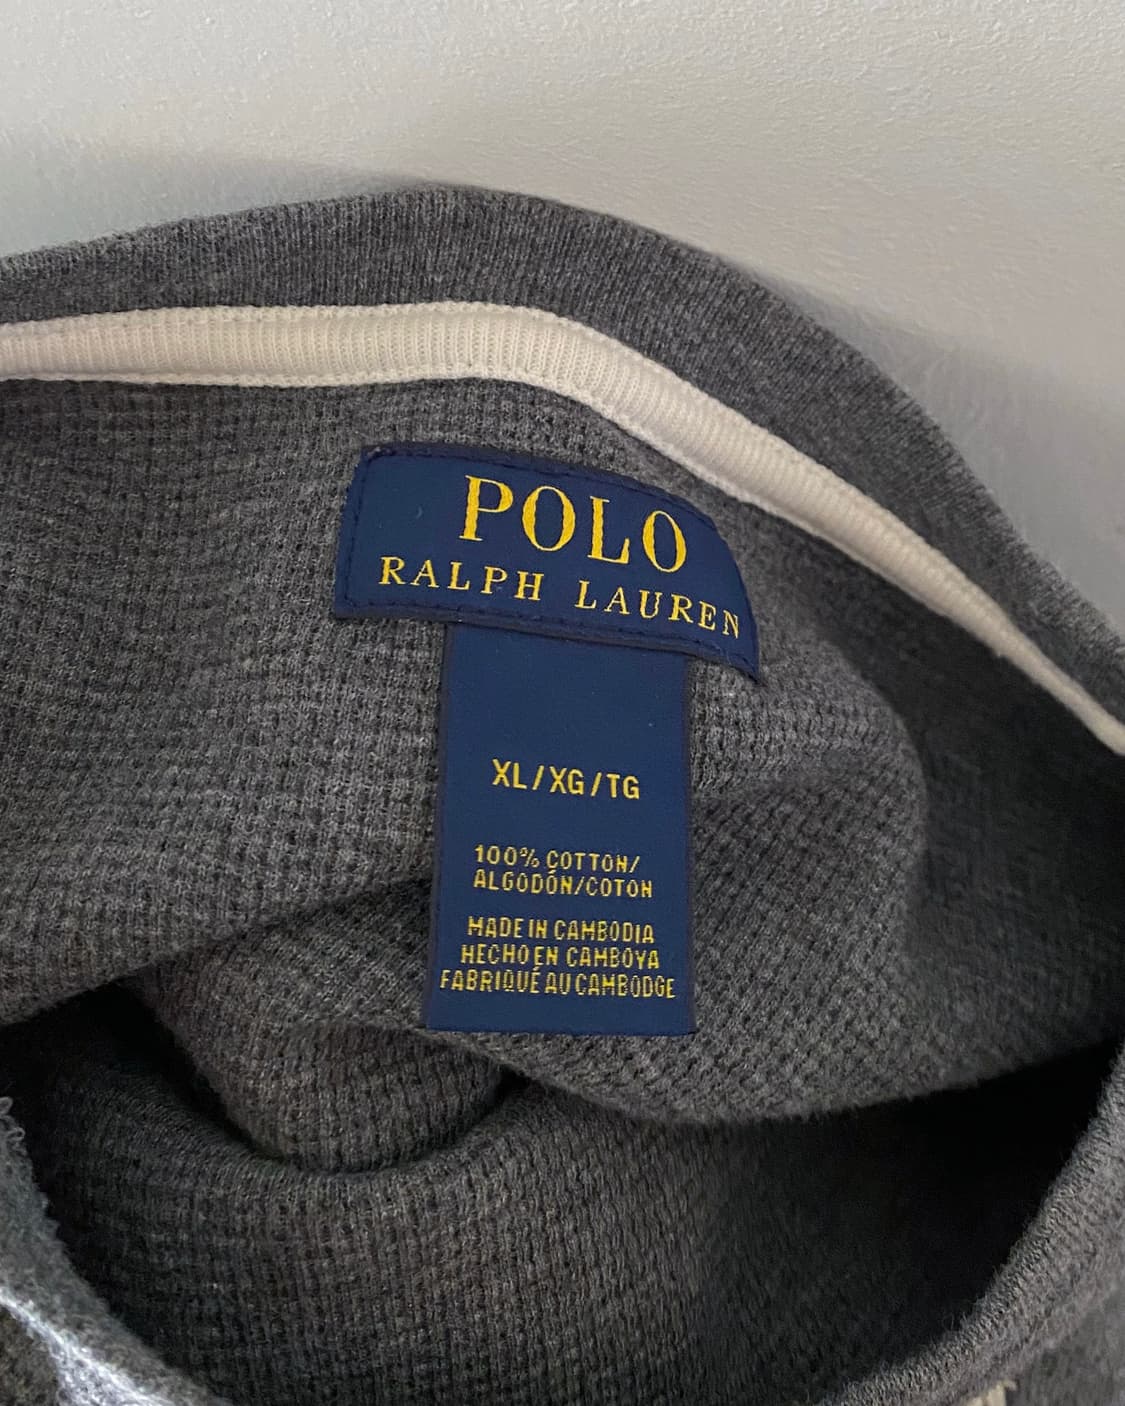 POLO
RALPH LAUREN
XL/XG/TG
100% COTTON/
ALGODÓN/COTON
MADE IN CAMBODIA
HECHO EN CAMBOYA
FABRIQUÉ AU CAMBODGE